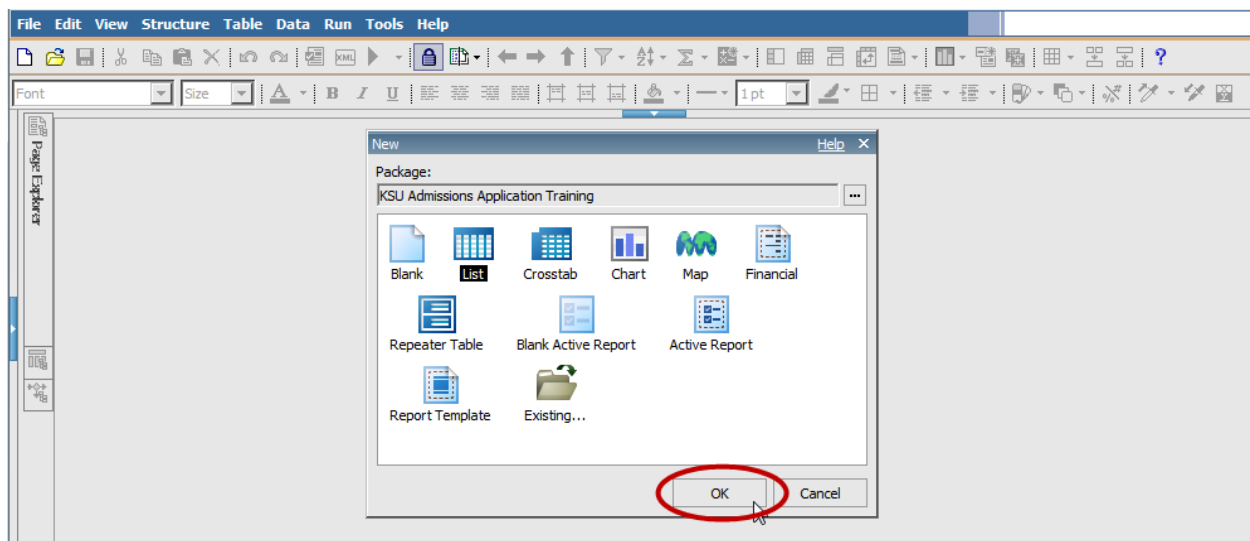 File Edit View Structure Table Data Run Tools Help
XML ?
Font Size A B I U 1 pt
Page Explorer
New Help X
Package:
KSU Admissions Application Training ...
Blank List Crosstab Chart Map Financial
Repeater Table Blank Active Report Active Report
Report Template Existing...
OK Cancel